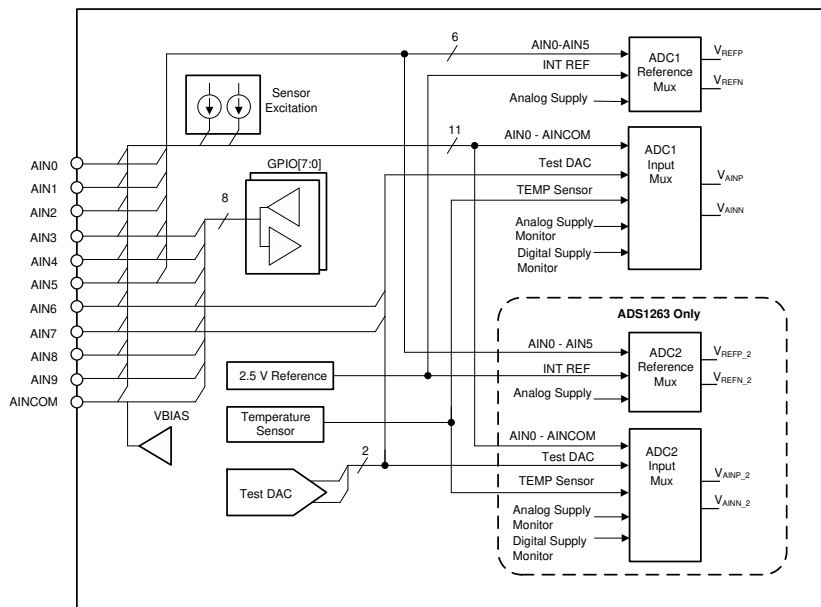 6
AIN0-AIN5
INT REF
Analog Supply
ADC1
Reference
Mux
VREFP
VREFN
Sensor
Excitation
11
AIN0 - AINCOM
Test DAC
TEMP Sensor
Analog Supply
Monitor
Digital Supply
Monitor
ADC1
Input
Mux
VAINP
VAINN
AIN0
AIN1
AIN2
AIN3
AIN4
AIN5
AIN6
AIN7
AIN8
AIN9
AINCOM
GPIO[7:0]
8
VBIAS
2.5 V Reference
Temperature
Sensor
Test DAC
2
ADS1263 Only
AIN0 - AIN5
INT REF
Analog Supply
ADC2
Reference
Mux
VREFP_2
VREFN_2
AIN0 - AINCOM
Test DAC
TEMP Sensor
Analog Supply
Monitor
Digital Supply
Monitor
ADC2
Input
Mux
VAINP_2
VAINN_2